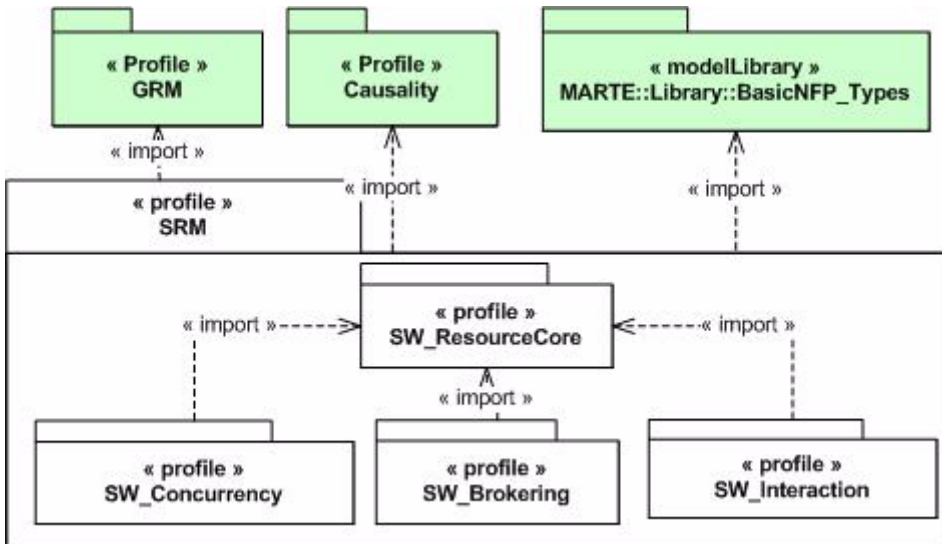 « Profile »
GRM
« Profile »
Causality
« modelLibrary »
MARTE::Library::BasicNFP_Types
« import »
« import »
« import »
« profile »
SRM
« profile »
SW_ResourceCore
« import »
« import »
« import »
« profile »
SW_Concurrency
« profile »
SW_Brokering
« profile »
SW_Interaction